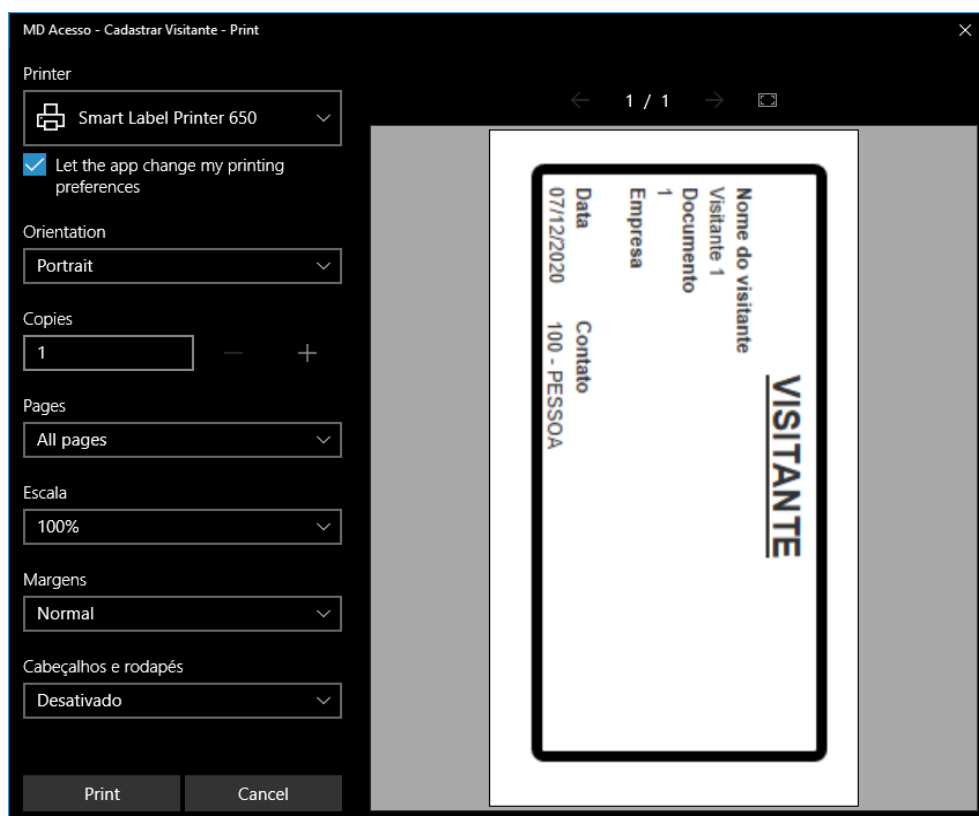 MD Acesso - Cadastrar Visitante - Print
Printer
Smart Label Printer 650
Let the app change my printing
preferences
Orientation
Portrait
Copies
1
Pages
All pages
Escala
100%
Margens
Normal
Cabeçalhos e rodapés
Desativado
Print Cancel
1 / 1
VISITANTE
Nome do visitante
Visitante 1
Documento
1
Empresa
Data Contato
07/12/2020 100 - PESSOA